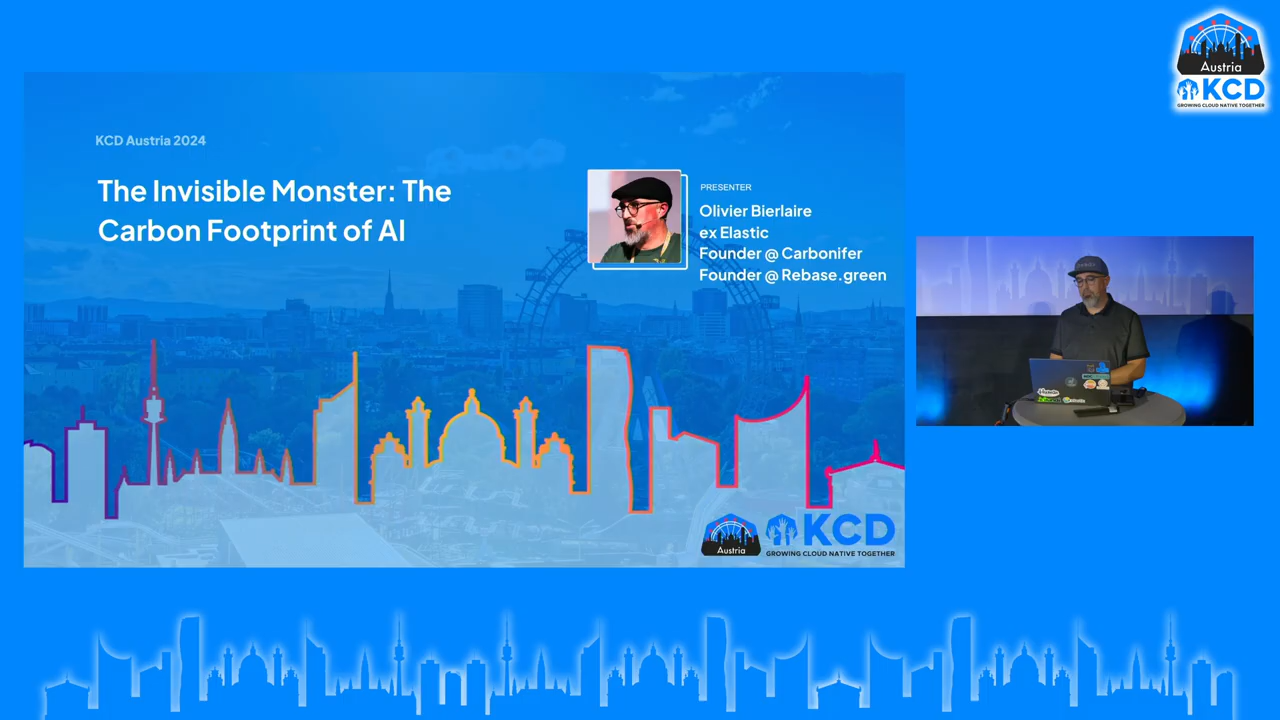 Austria
KCD
GROWING CLOUD NATIVE TOGETHER
KCD Austria 2024
The Invisible Monster: The
Carbon Footprint of AI
PRESENTER
Olivier Bierlaire
ex Elastic
Founder @ Carbonifer
Founder @ Rebase.green
Austria
KCD
GROWING CLOUD NATIVE TOGETHER